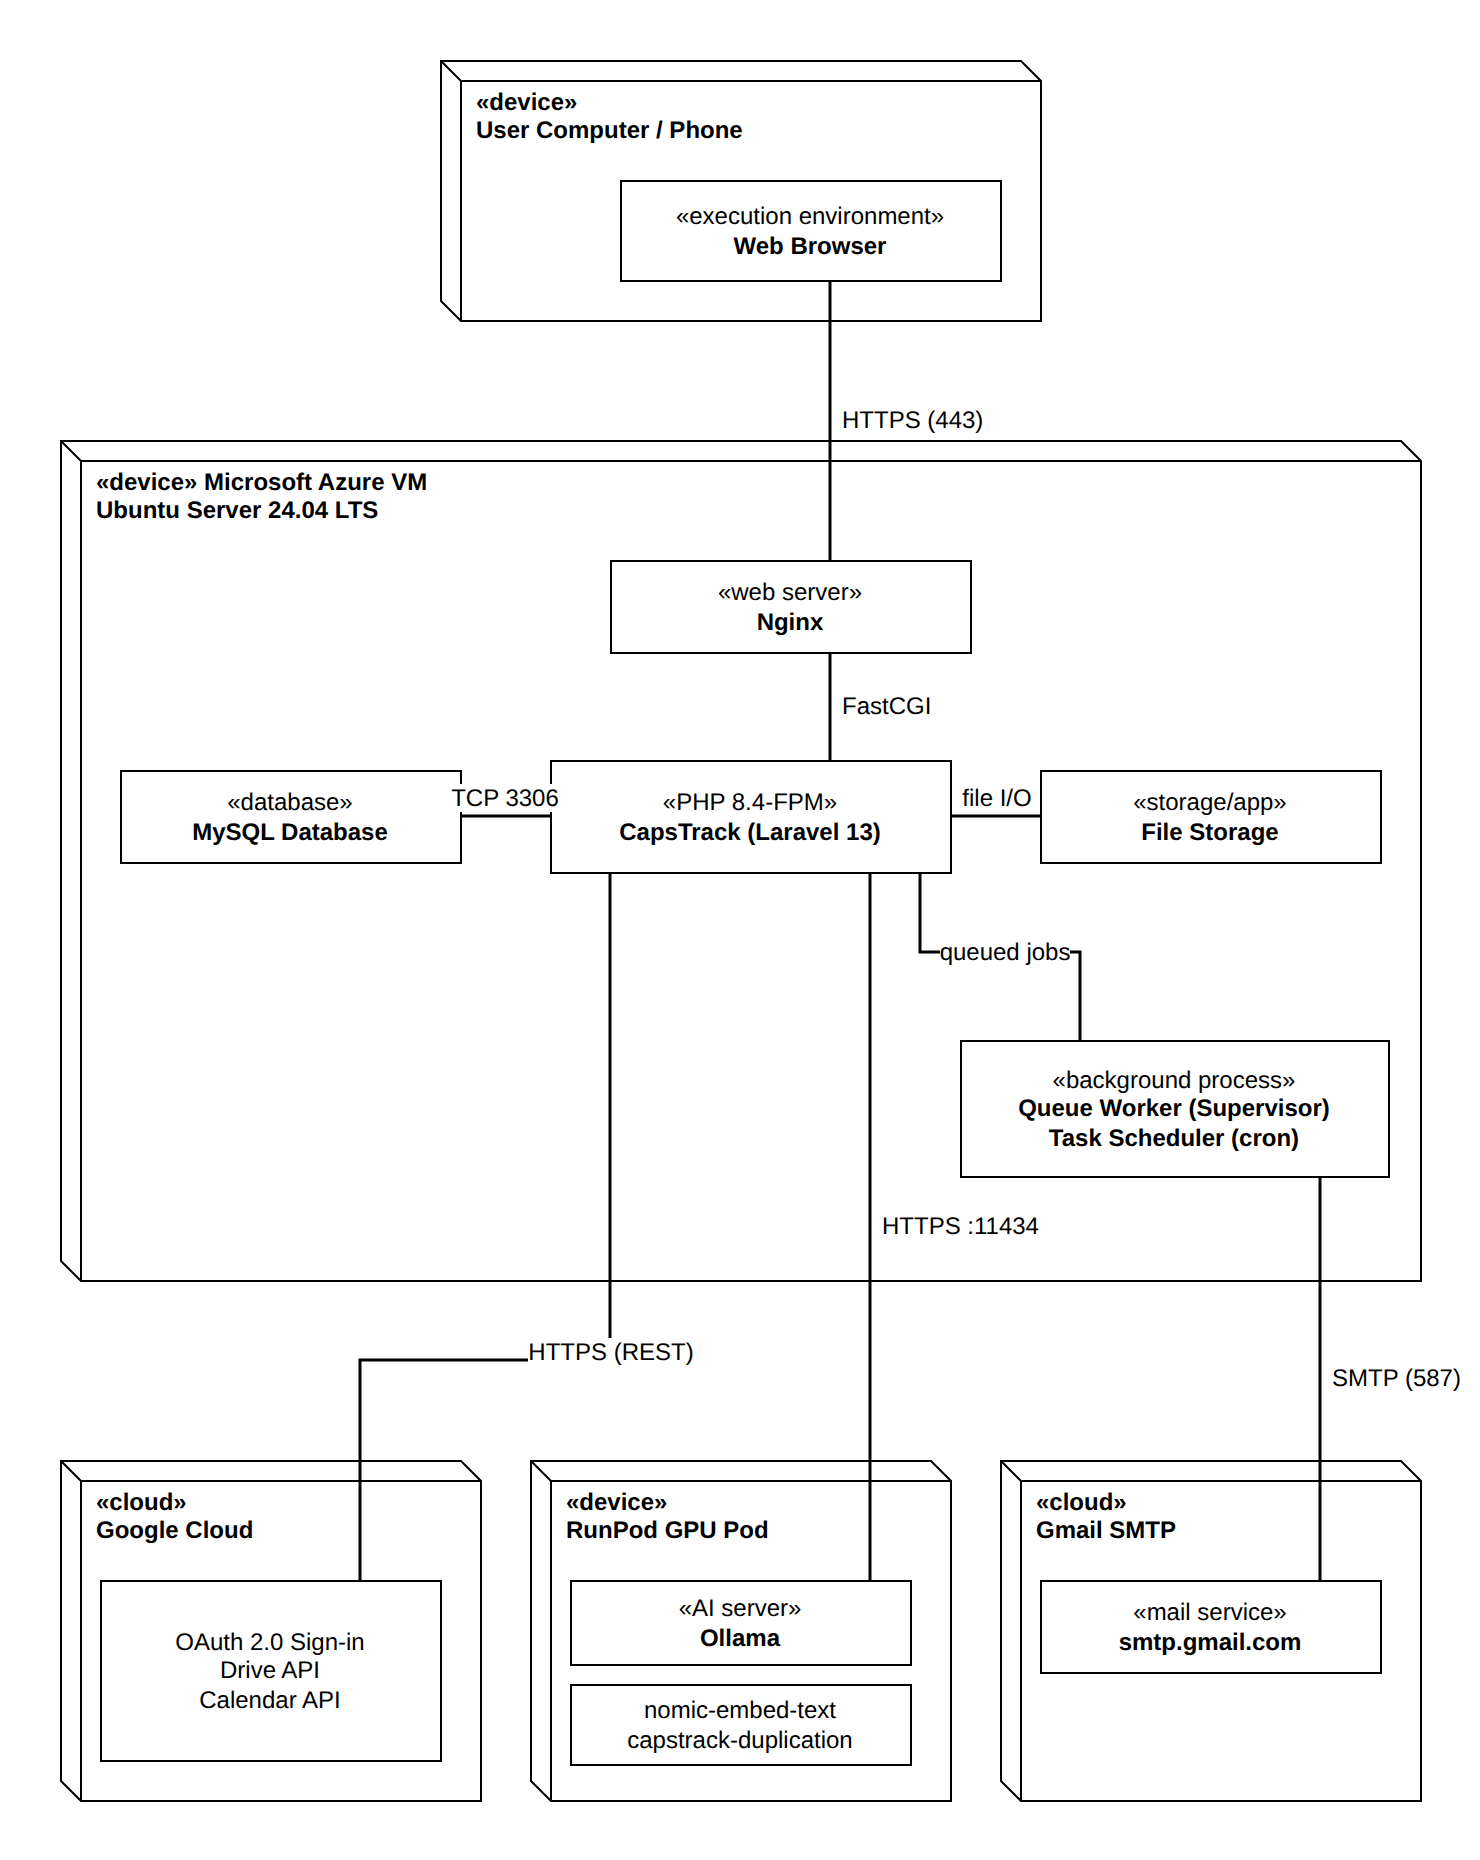 «device»
User Computer / Phone
«execution environment»
Web Browser
HTTPS (443)
«device» Microsoft Azure VM
Ubuntu Server 24.04 LTS
«web server»
Nginx
FastCGI
«database»
MySQL Database
TCP 3306
«PHP 8.4-FPM»
CapsTrack (Laravel 13)
file I/O
«storage/app»
File Storage
queued jobs
«background process»
Queue Worker (Supervisor)
Task Scheduler (cron)
HTTPS :11434
HTTPS (REST)
SMTP (587)
«cloud»
Google Cloud
OAuth 2.0 Sign-in
Drive API
Calendar API
«device»
RunPod GPU Pod
«AI server»
Ollama
nomic-embed-text
capstrack-duplication
«cloud»
Gmail SMTP
«mail service»
smtp.gmail.com